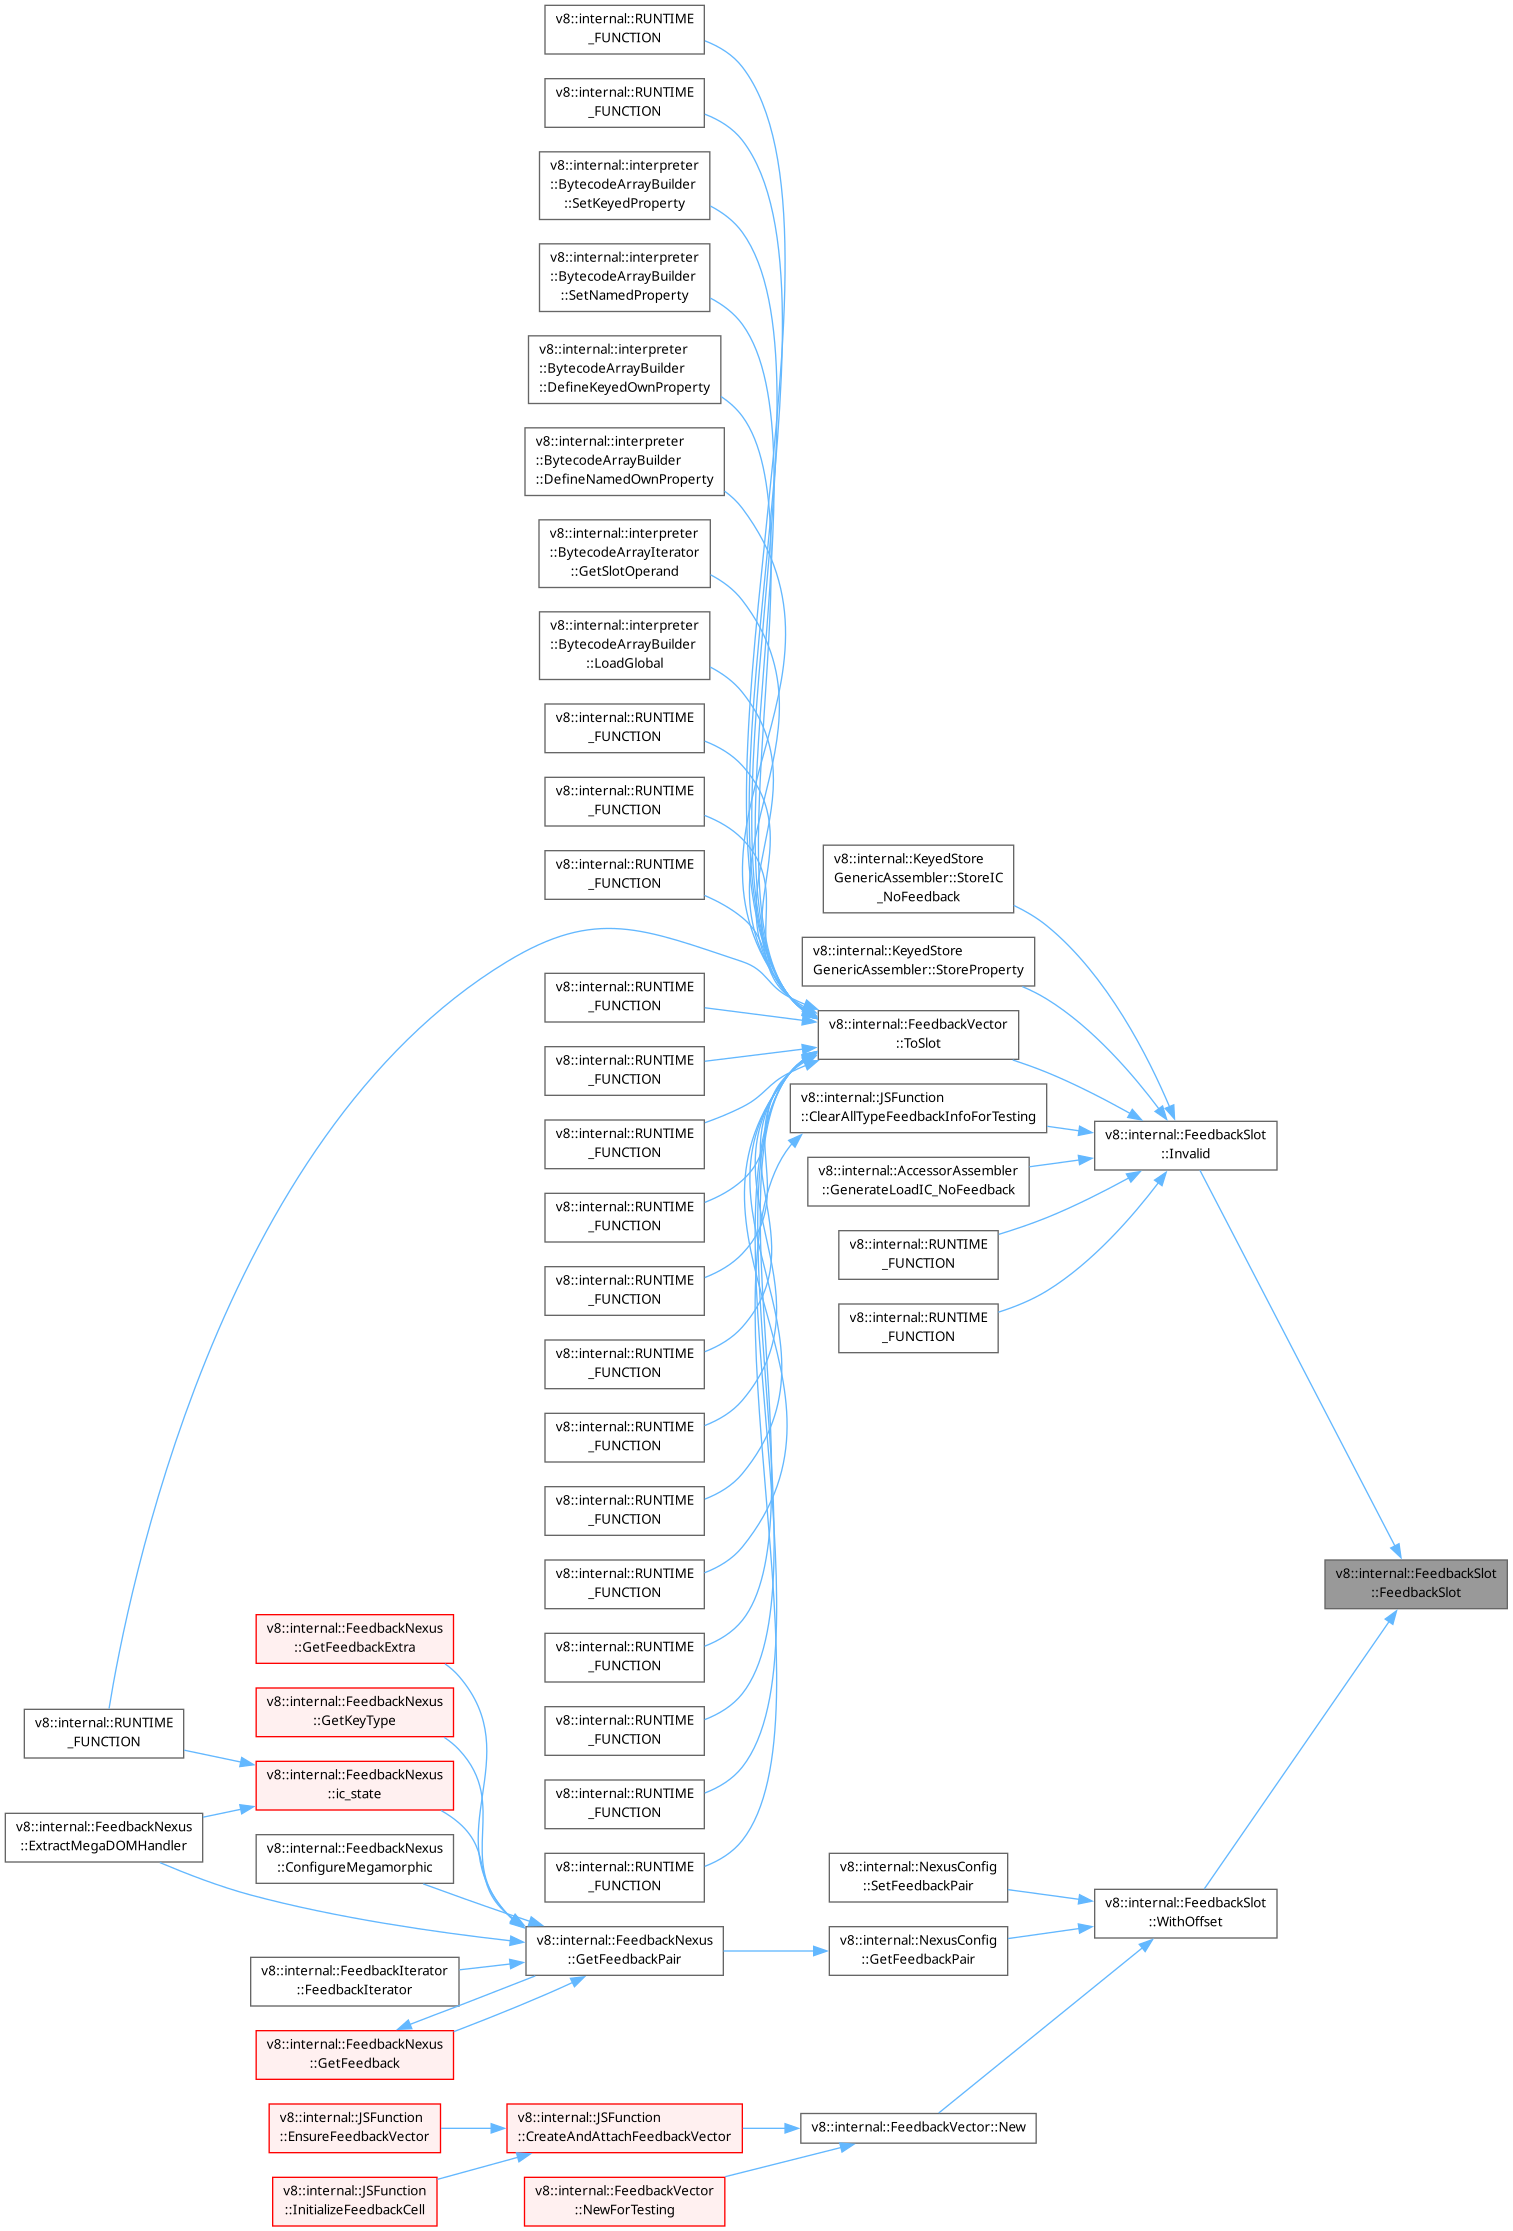 v8::internal::RUNTIME
_FUNCTION
v8::internal::RUNTIME
_FUNCTION
v8::internal::interpreter
::BytecodeArrayBuilder
::SetKeyedProperty
v8::internal::interpreter
::BytecodeArrayBuilder
::SetNamedProperty
v8::internal::interpreter
::BytecodeArrayBuilder
::DefineKeyedOwnProperty
v8::internal::interpreter
::BytecodeArrayBuilder
::DefineNamedOwnProperty
v8::internal::interpreter
::BytecodeArrayIterator
::GetSlotOperand
v8::internal::interpreter
::BytecodeArrayBuilder
::LoadGlobal
v8::internal::RUNTIME
_FUNCTION
v8::internal::RUNTIME
_FUNCTION
v8::internal::RUNTIME
_FUNCTION
v8::internal::RUNTIME
_FUNCTION
v8::internal::RUNTIME
_FUNCTION
v8::internal::RUNTIME
_FUNCTION
v8::internal::RUNTIME
_FUNCTION
v8::internal::RUNTIME
_FUNCTION
v8::internal::RUNTIME
_FUNCTION
v8::internal::RUNTIME
_FUNCTION
v8::internal::RUNTIME
_FUNCTION
v8::internal::RUNTIME
_FUNCTION
v8::internal::RUNTIME
_FUNCTION
v8::internal::RUNTIME
_FUNCTION
v8::internal::RUNTIME
_FUNCTION
v8::internal::RUNTIME
_FUNCTION
v8::internal::KeyedStore
GenericAssembler::StoreIC
_NoFeedback
v8::internal::KeyedStore
GenericAssembler::StoreProperty
v8::internal::FeedbackVector
::ToSlot
v8::internal::JSFunction
::ClearAllTypeFeedbackInfoForTesting
v8::internal::AccessorAssembler
::GenerateLoadIC_NoFeedback
v8::internal::RUNTIME
_FUNCTION
v8::internal::RUNTIME
_FUNCTION
v8::internal::FeedbackSlot
::Invalid
v8::internal::FeedbackSlot
::FeedbackSlot
v8::internal::FeedbackNexus
::GetFeedbackExtra
v8::internal::FeedbackNexus
::GetKeyType
v8::internal::RUNTIME
_FUNCTION
v8::internal::FeedbackNexus
::ic_state
v8::internal::FeedbackNexus
::ExtractMegaDOMHandler
v8::internal::FeedbackNexus
::ConfigureMegamorphic
v8::internal::FeedbackNexus
::GetFeedbackPair
v8::internal::NexusConfig
::SetFeedbackPair
v8::internal::NexusConfig
::GetFeedbackPair
v8::internal::FeedbackSlot
::WithOffset
v8::internal::FeedbackIterator
::FeedbackIterator
v8::internal::FeedbackNexus
::GetFeedback
v8::internal::JSFunction
::EnsureFeedbackVector
v8::internal::JSFunction
::CreateAndAttachFeedbackVector
v8::internal::FeedbackVector::New
v8::internal::JSFunction
::InitializeFeedbackCell
v8::internal::FeedbackVector
::NewForTesting